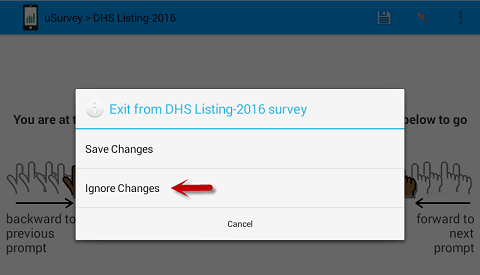 uSurvey > DHS Listing-2016
You are at t
below to go
Exit from DHS Listing-2016 survey
Save Changes
Ignore Changes
Cancel
backward to
previous
prompt
forward to
next
prompt